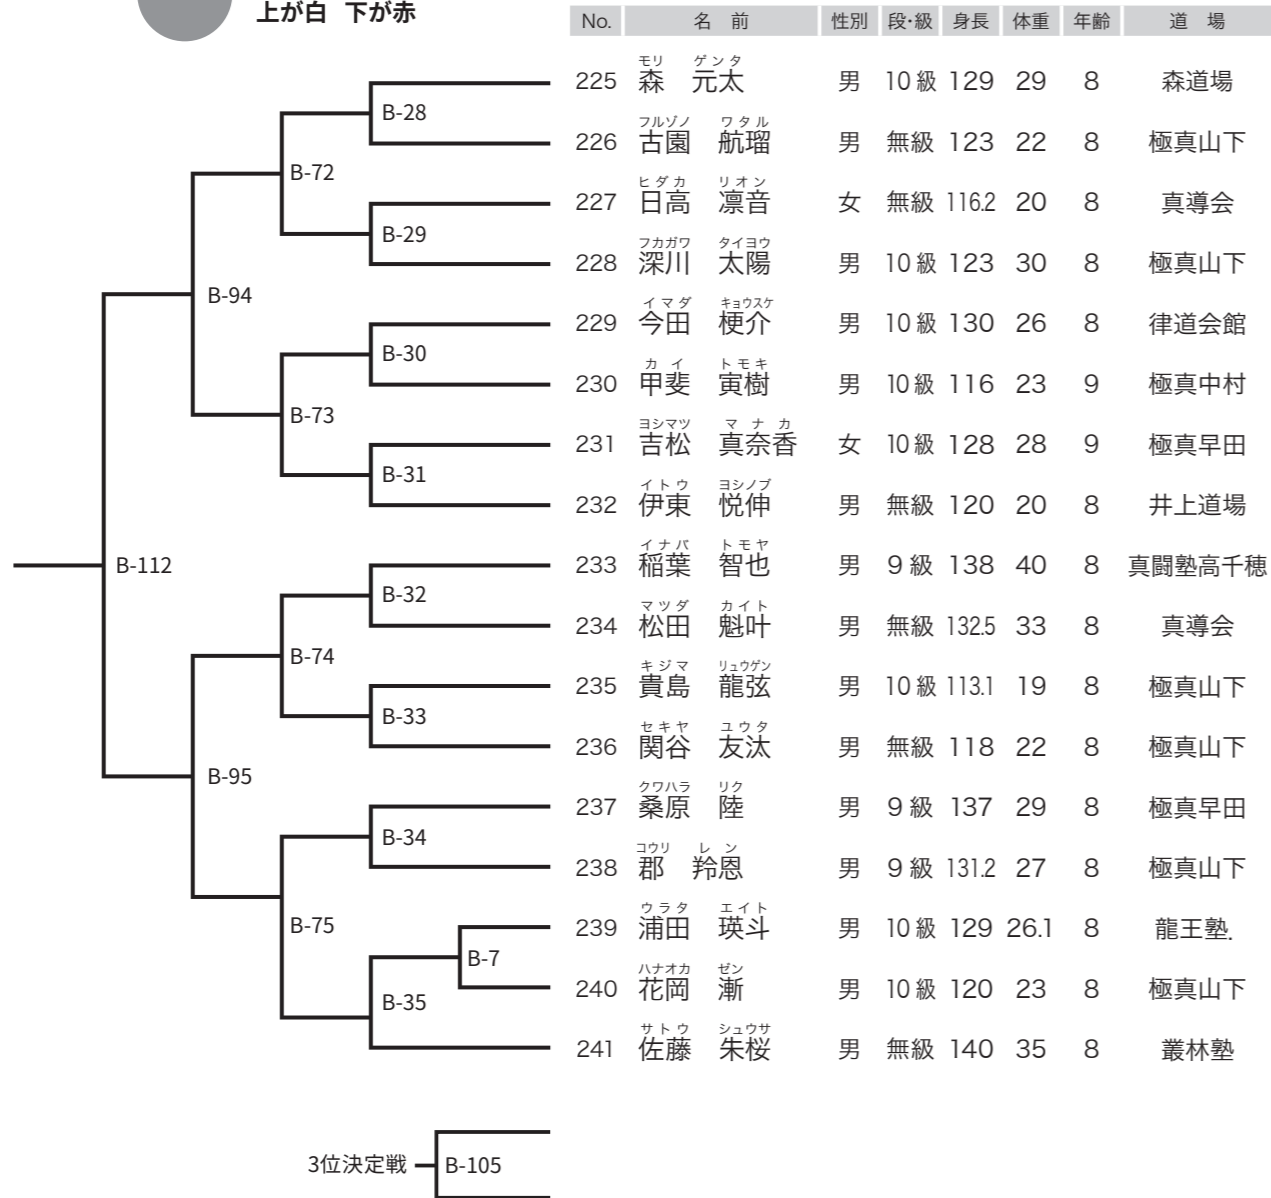 上が白 下が赤
No. 名 前 性別 段・級 身長 体重 年齢 道 場
モリ ゲンタ
225 森 元太 男 10級 129 29 8 森道場
B-28
フルゾノ ワタル
226 古園 航瑠 男 無級 123 22 8 極真山下
B-72
ヒダカ リオン
227 日高 凛音 女 無級 116.2 20 8 真導会
B-29
フカガワ タイヨウ
228 深川 太陽 男 10級 123 30 8 極真山下
B-94
イマダ キョウスケ
229 今田 梗介 男 10級 130 26 8 律道会館
B-30
カイ トモキ
230 甲斐 寅樹 男 10級 116 23 9 極真中村
B-73
ヨシマツ マナカ
231 吉松 真奈香 女 10級 128 28 9 極真早田
B-31
イトウ ヨシノブ
232 伊東 悦伸 男 無級 120 20 8 井上道場
B-112
イナバ トモヤ
233 稲葉 智也 男 9級 138 40 8 真闘塾高千穂
B-32
マツダ カイト
234 松田 魁叶 男 無級 132.5 33 8 真導会
B-74
キジマ リュウゲン
235 貴島 龍弦 男 10級 113.1 19 8 極真山下
B-33
セキヤ ユウタ
236 関谷 友汰 男 無級 118 22 8 極真山下
B-95
クワハラ リク
237 桑原 陸 男 9級 137 29 8 極真早田
B-34
コウリ レン
238 郡 羚恩 男 9級 131.2 27 8 極真山下
B-75
ウラタ エイト
239 浦田 瑛斗 男 10級 129 26.1 8 龍王塾.
B-7
ハナオカ ゼン
240 花岡 漸 男 10級 120 23 8 極真山下
B-35
サトウ シュウサ
241 佐藤 朱桜 男 無級 140 35 8 叢林塾
3位決定戦 B-105